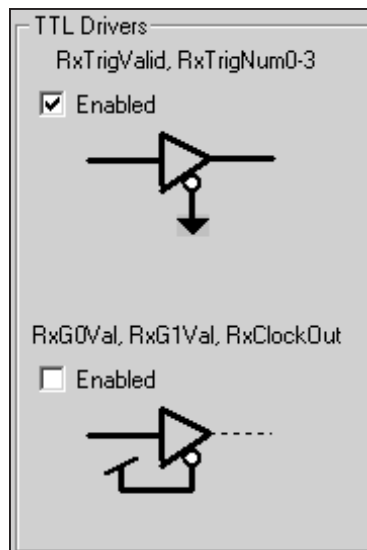 TTL Drivers
RxTrigValid, RxTrigNum0-3
Enabled
RxG0Val, RxG1Val, RxClockOut
Enabled